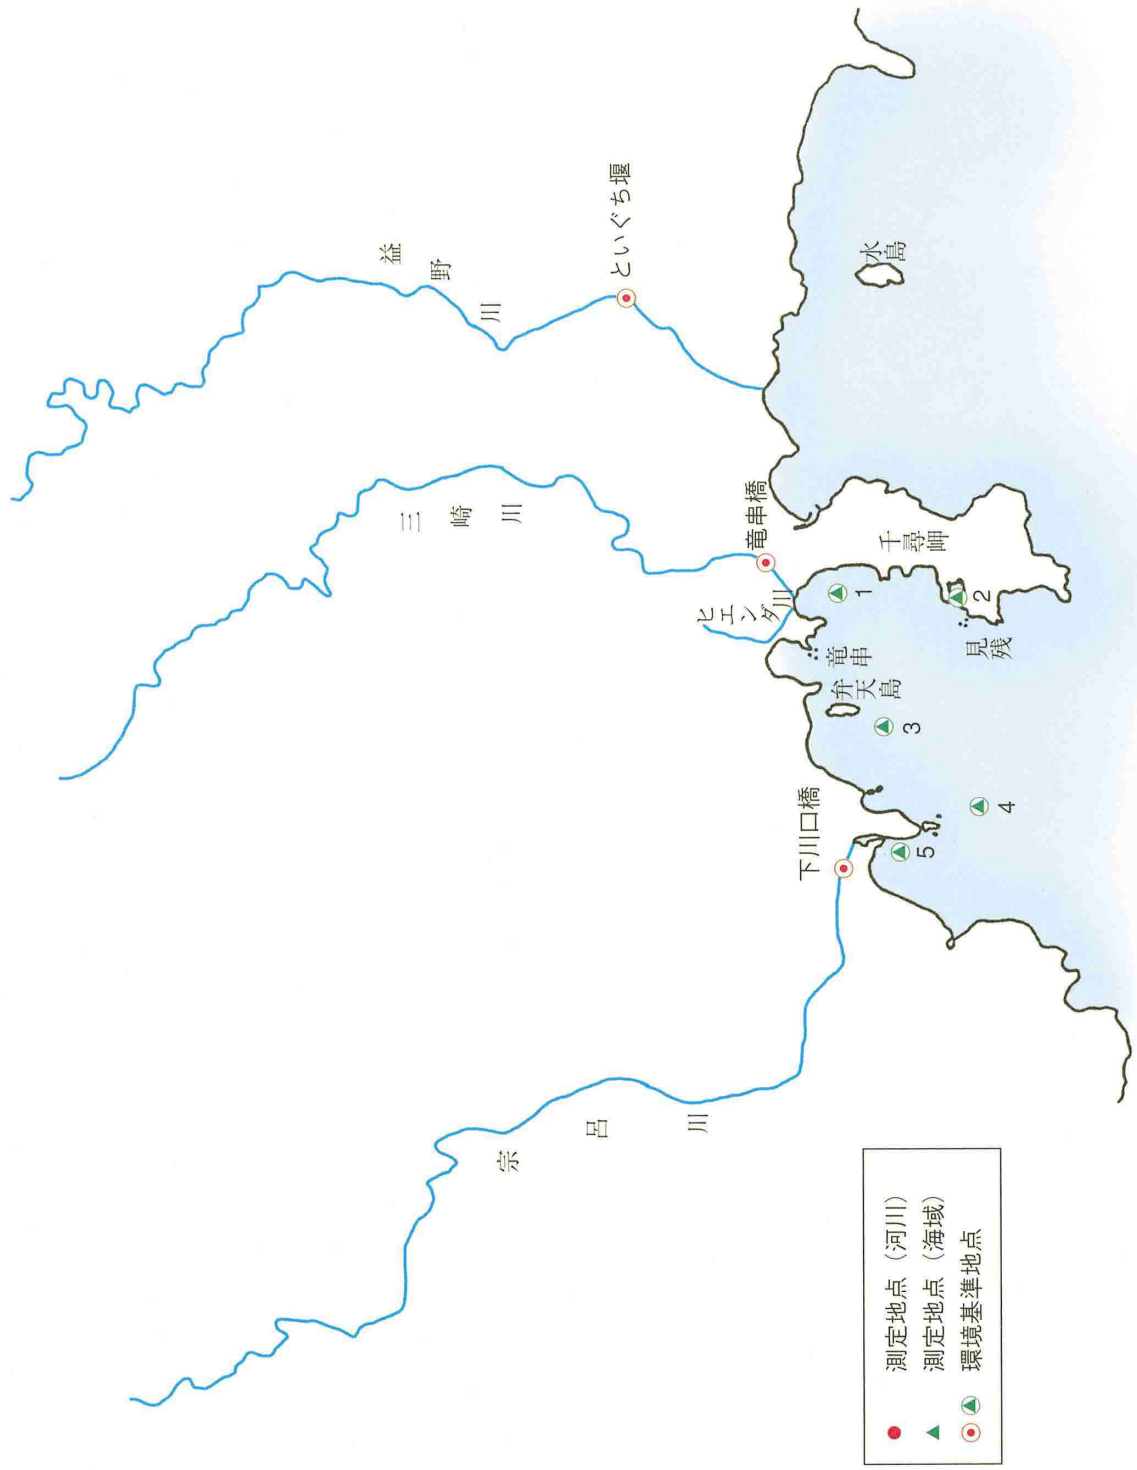 益野川
といぐち堰
水島
三崎川
竜串橋
ヒエンダ川
千尋岬
1
2
見残
竜串
弁天島
3
4
下川口橋
5
宗呂川
測定地点（河川）
測定地点（海域）
環境基準地点